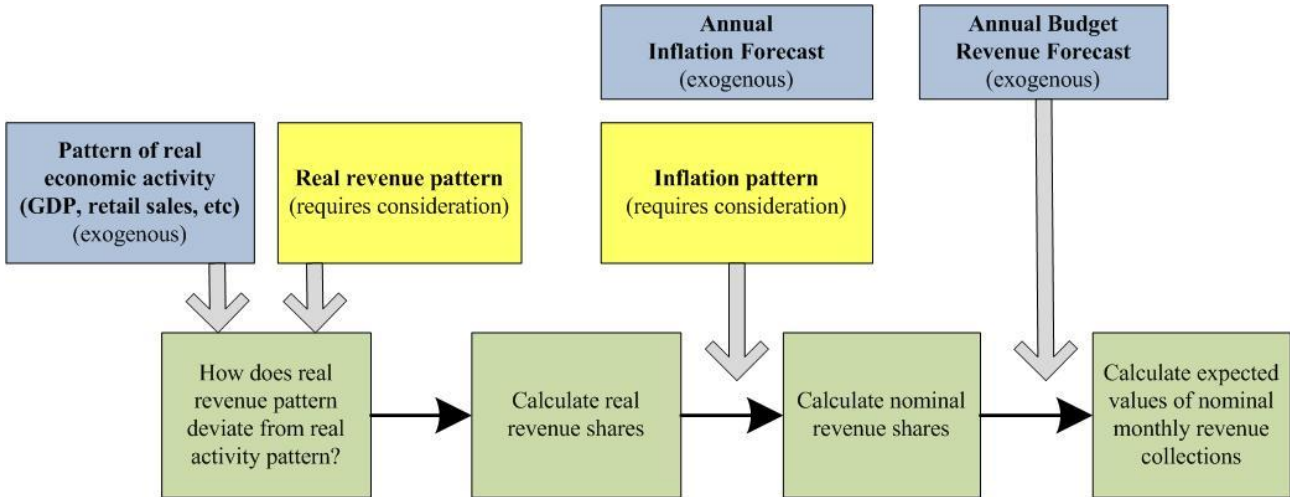 Annual
Inflation Forecast
(exogenous)
Annual Budget
Revenue Forecast
(exogenous)
Pattern of real
economic activity
(GDP, retail sales, etc)
(exogenous)
Real revenue pattern
(requires consideration)
Inflation pattern
(requires consideration)
How does real
revenue pattern
deviate from real
activity pattern?
Calculate real
revenue shares
Calculate nominal
revenue shares
Calculate expected
values of nominal
monthly revenue
collections